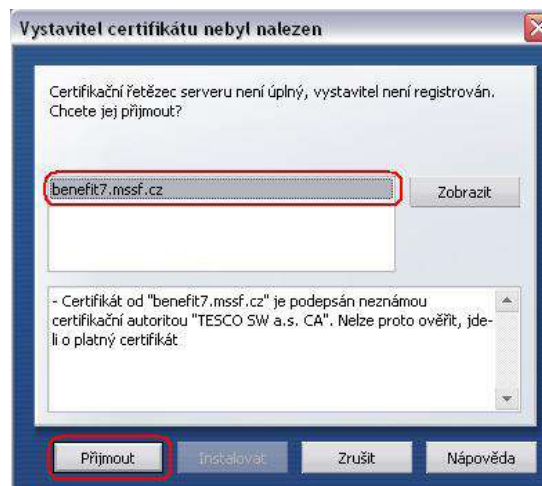 Vystavitel certifikátu nebyl nalezen
Certifikační řetězec serveru není úplný, vystavitel není registrován.
Chcete jej přijmout?
benefit7.mssf.cz
Zobrazit
- Certifikát od "benefit7.mssf.cz" je podepsán neznámou
certifikační autoritou "TESCO SW a.s. CA". Nelze proto ověřit, jde-
li o platný certifikát
Přijmout
Instalovat
Zrušit
Nápověda